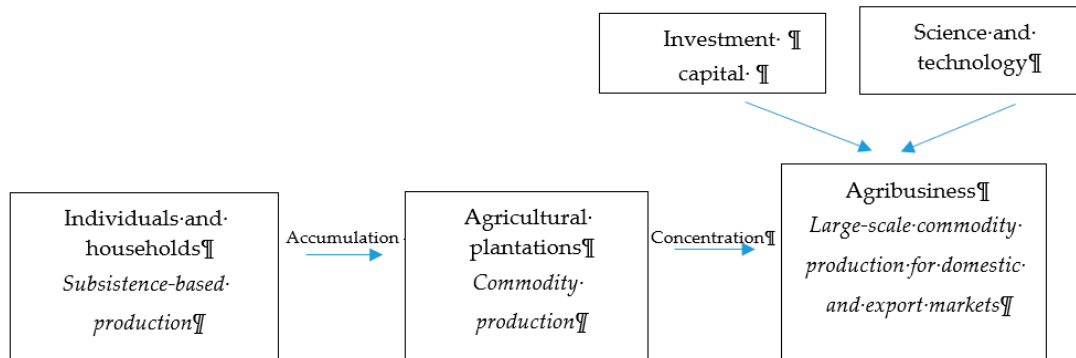 Investment· ¶
capital· ¶
Science·and·
technology¶
Individuals·and·
households¶
Subsistence-based·
production¶
Accumulation
Agricultural·
plantations¶
Commodity·
production¶
Concentration¶
Agribusiness¶
Large-scale·commodity·
production·for·domestic·
and·export·markets¶